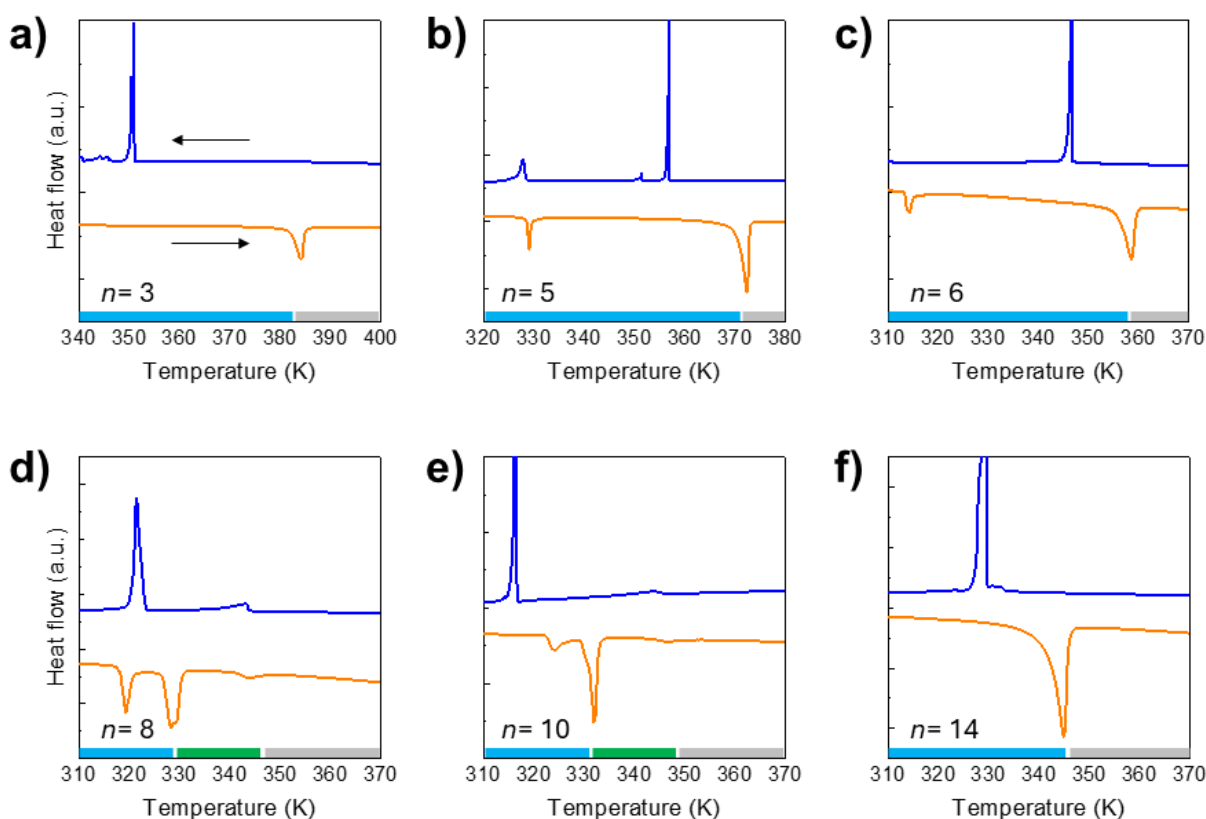 a)
Heat flow (a.u.)
n= 3
340 350 360 370 380 390 400
Temperature (K)
b)
n= 5
320 330 340 350 360 370 380
Temperature (K)
c)
n= 6
310 320 330 340 350 360 370
Temperature (K)
d)
Heat flow (a.u.)
n= 8
310 320 330 340 350 360 370
Temperature (K)
e)
n= 10
310 320 330 340 350 360 370
Temperature (K)
f)
n= 14
310 320 330 340 350 360 370
Temperature (K)